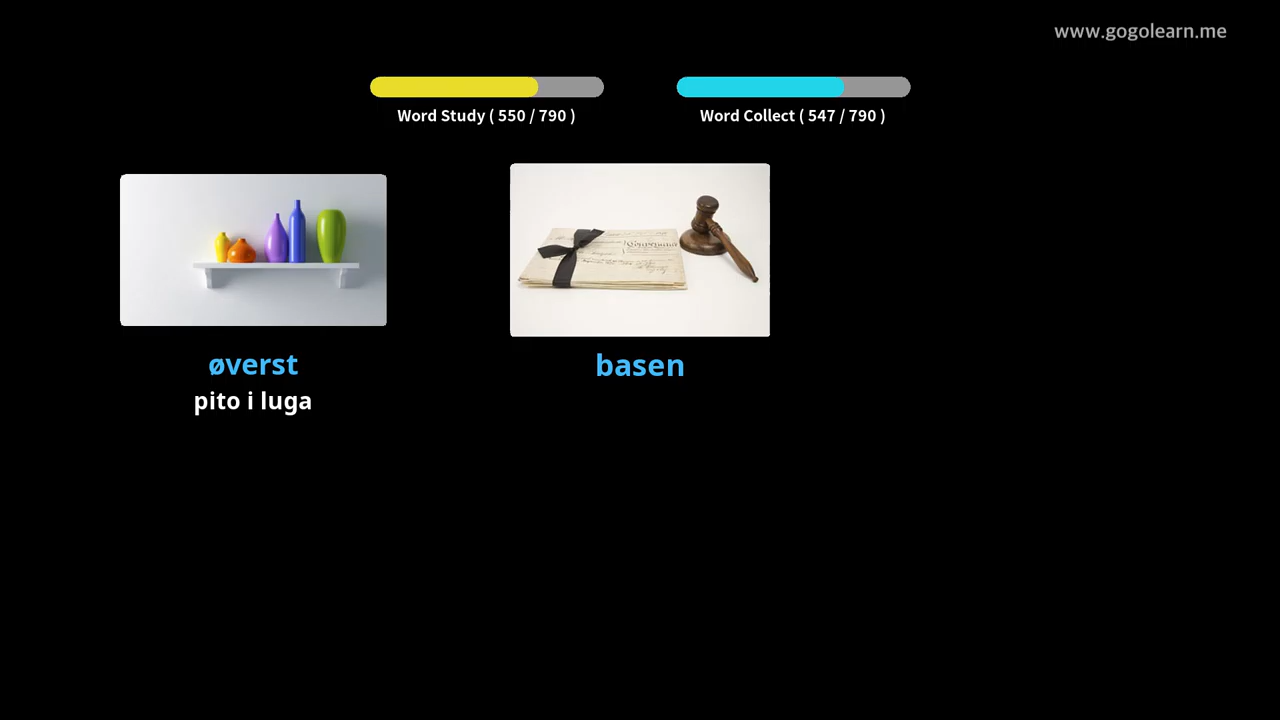 www.gogolearn.me
Word Study ( 550 / 790 )
Word Collect ( 547 / 790 )
øverst
pito i luga
basen